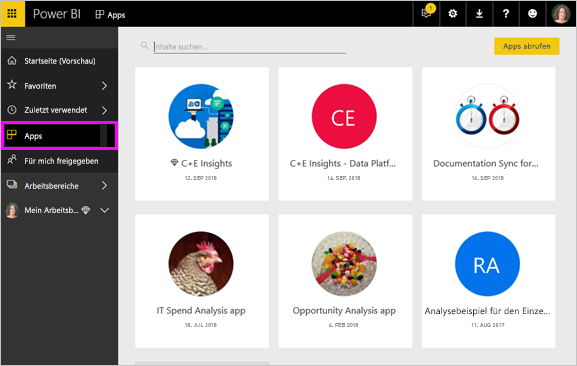 Power BI
Apps
1
?
Startseite (Vorschau)
Favoriten
Zuletzt verwendet
Apps
Für mich freigegeben
Arbeitsbereiche
Mein Arbeitsb...
Inhalte suchen...
Apps abrufen
C+E Insights
12. SEP 2018
CE
C+E Insights - Data Platf...
14. SEP. 2018
Documentation Sync for...
16. SEP 2018
IT Spend Analysis app
18. JUL 2018
Opportunity Analysis app
6. FEB 2018
RA
Analysebeispiel für den Einze...
11. AUG 2017